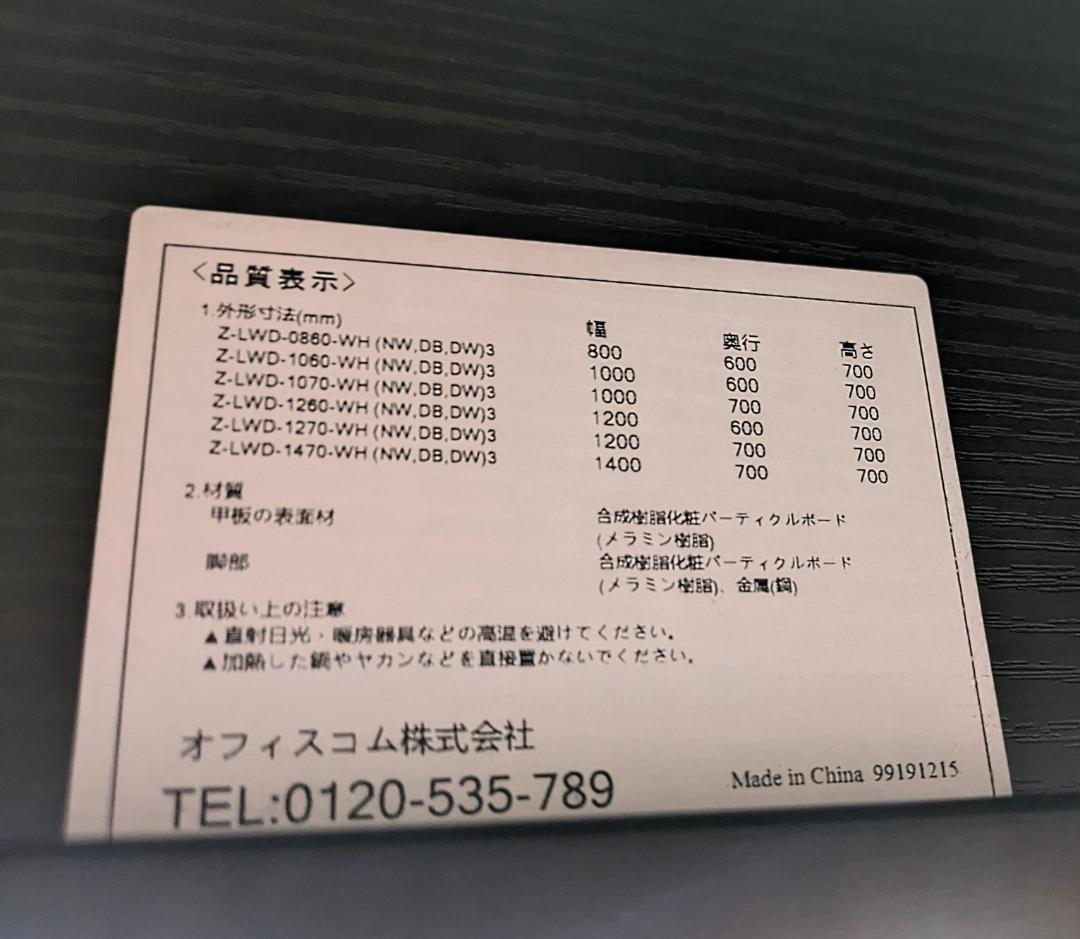 〈品質表示〉
1.外形寸法(mm) 幅 奥行 高さ
Z-LWD-0860-WH (NW,DB,DW)3 800 600 700
Z-LWD-1060-WH (NW,DB,DW)3 1000 600 700
Z-LWD-1070-WH (NW,DB,DW)3 1000 700 700
Z-LWD-1260-WH (NW,DB,DW)3 1200 600 700
Z-LWD-1270-WH (NW,DB,DW)3 1200 700 700
Z-LWD-1470-WH (NW,DB,DW)3 1400 700 700
2.材質
甲板の表面材 合成樹脂化粧パーティクルボード
(メラミン樹脂)
脚部 合成樹脂化粧パーティクルボード
(メラミン樹脂)、金属(鋼)
3.取扱い上の注意
▲直射日光・暖房器具などの高温を避けてください。
▲加熱した鍋やヤカンなどを直接置かないでください。
オフィスコム株式会社
TEL:0120-535-789
Made in China 99191215